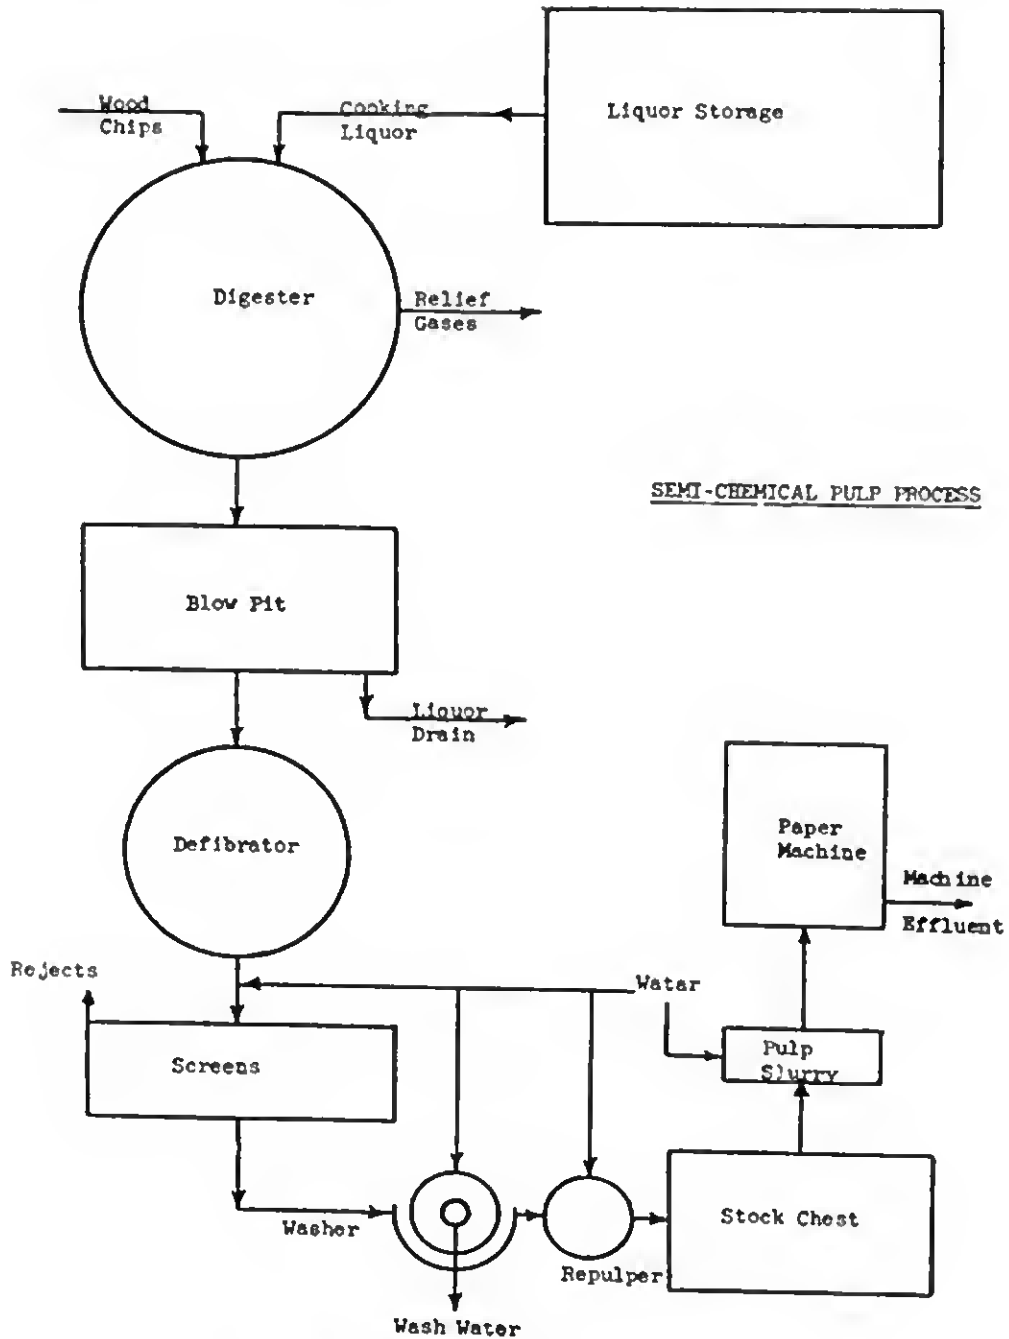 Wood
Chips
Cooking
Liquor
Liquor Storage
Digester
Relief
Gases
SEMI-CHEMICAL PULP PROCESS
Blow Pit
Liquor
Drain
Defibrator
Paper
Machine
Machine
Effluent
Rejects
Watar
Screens
Pulp
Slurry
Washer
Stock Chest
Repulper
Wash Water